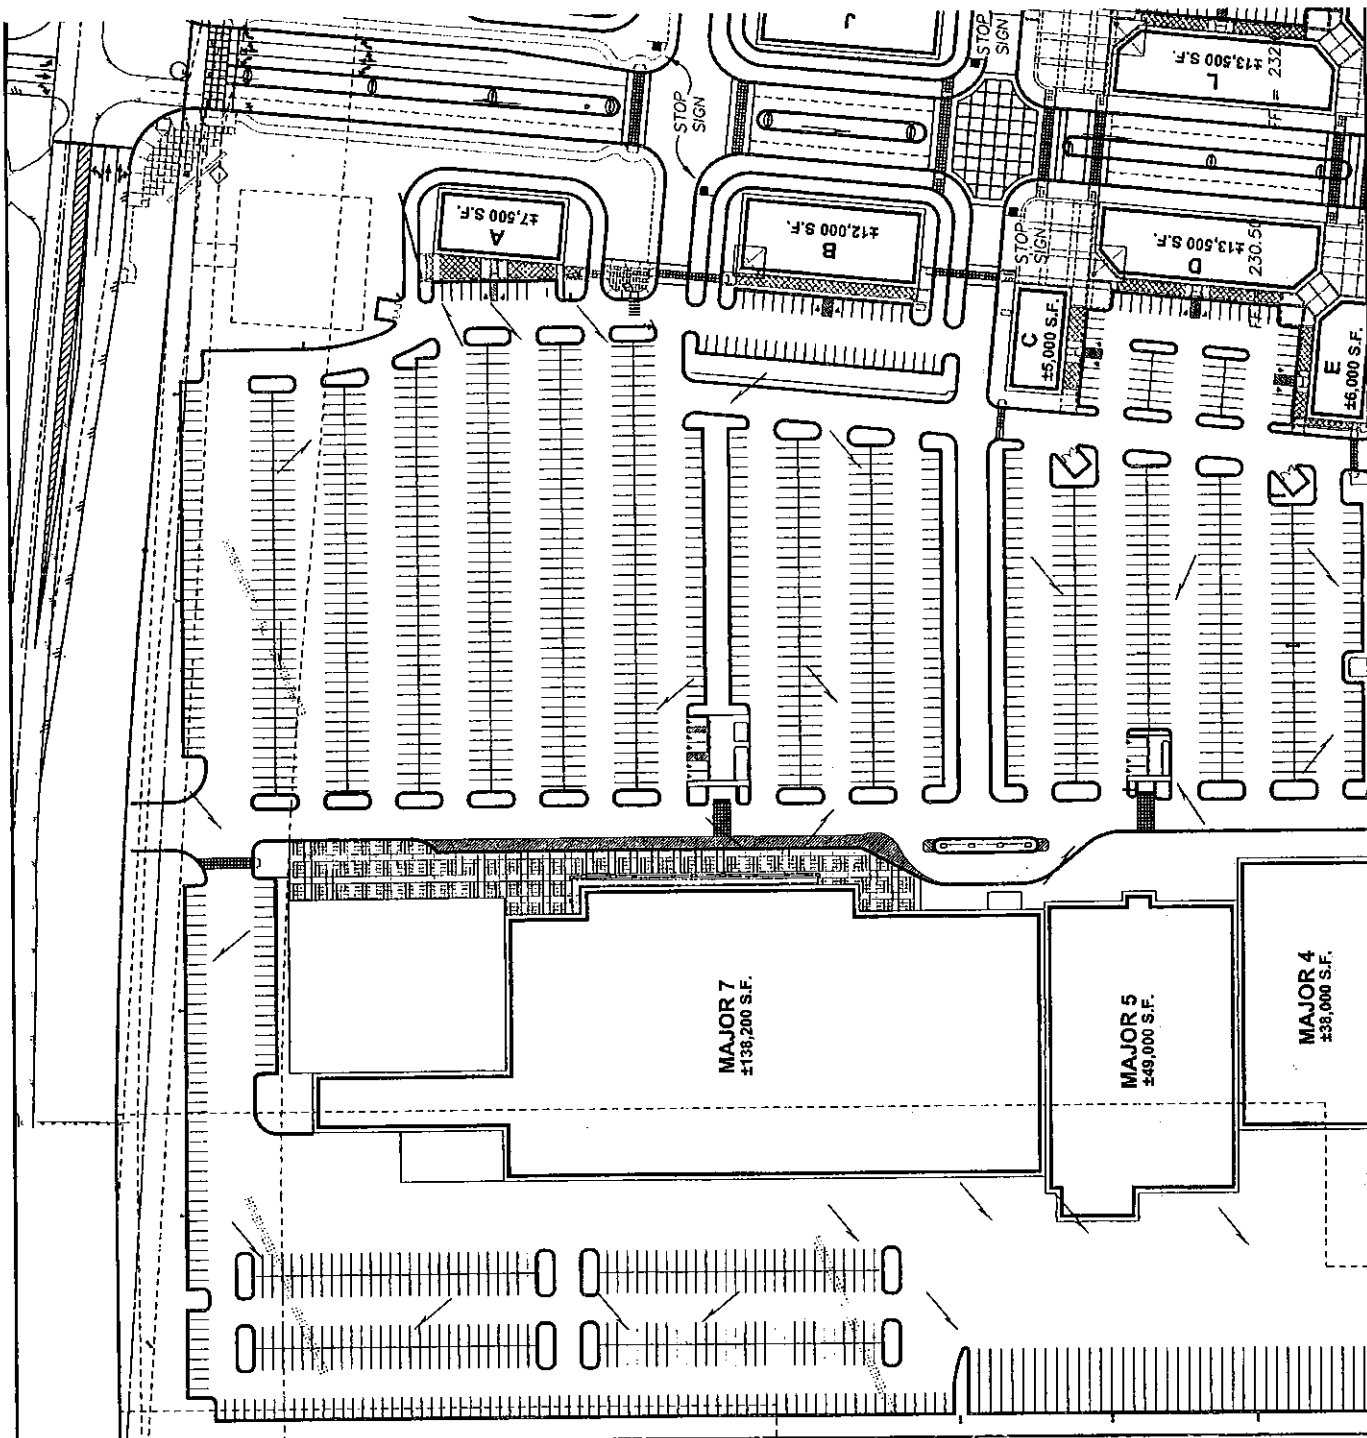 J
STOP
SIGN
STOP
SIGN
L
±13,500 S.F.
STOP
SIGN
A
±7,500 S.F.
B
±12,000 S.F.
D
±13,500 S.F.
230.50
C
±5,000 S.F.
E
±6,000 S.F.
MAJOR 7
±138,200 S.F.
MAJOR 5
±49,000 S.F.
MAJOR 4
±38,000 S.F.